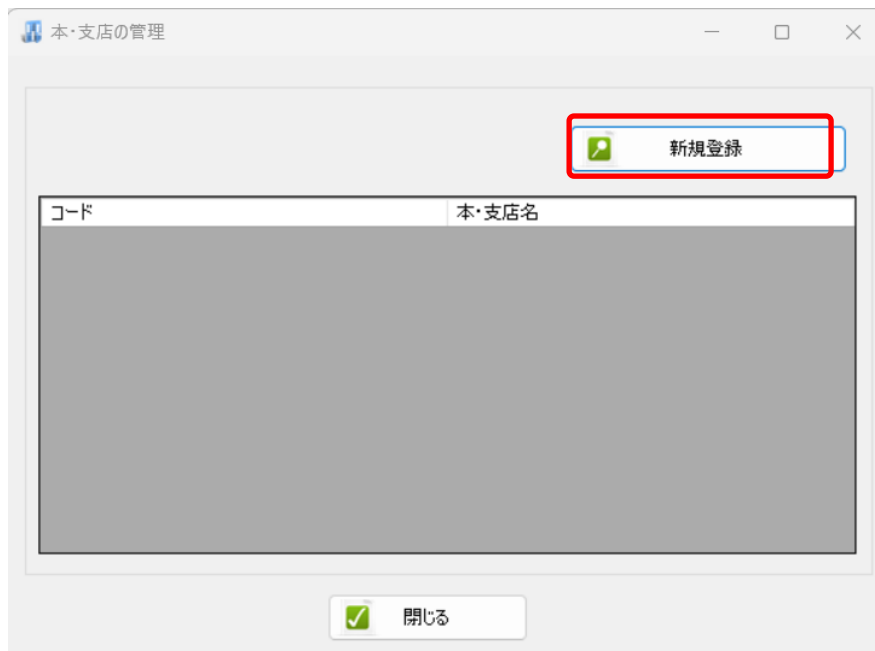 本・支店の管理
新規登録
コード 本・支店名
閉じる